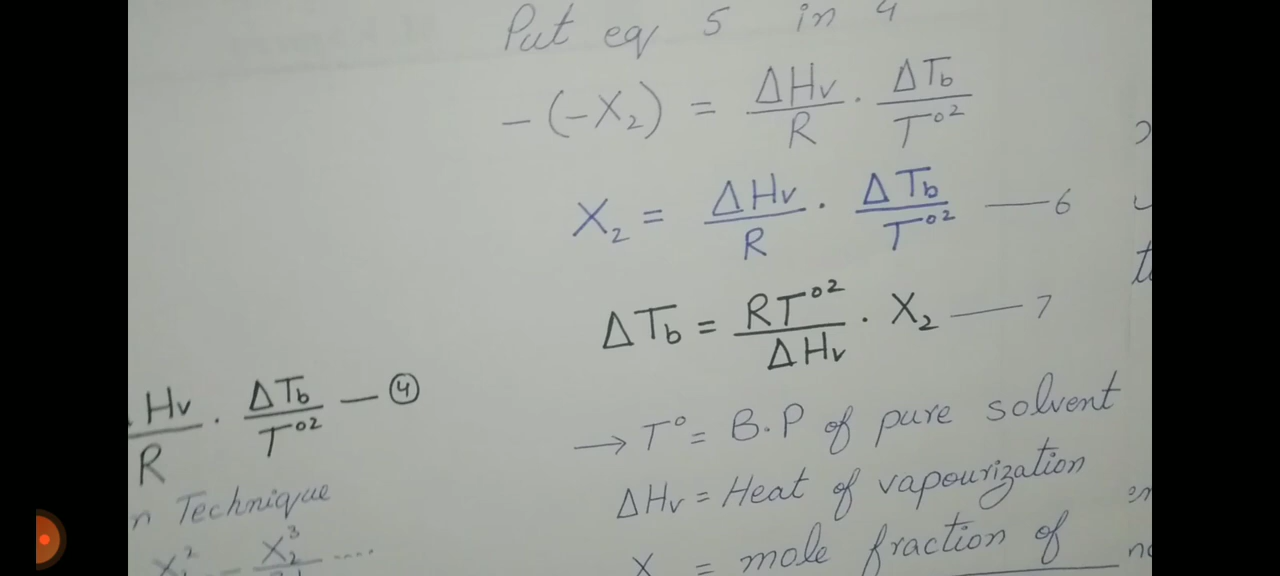 Put eq 5 in 4
-(-X₂) = ΔHv/R . ΔTb/T°²
X₂ = ΔHv/R . ΔTb/T°² — 6
ΔTb = RT°²/ΔHv . X₂ — 7
→ T° = B.P of pure solvent
ΔHv = Heat of vapourization
X = mole fraction of
Hv/R . ΔTb/T°² — ④
n Technique